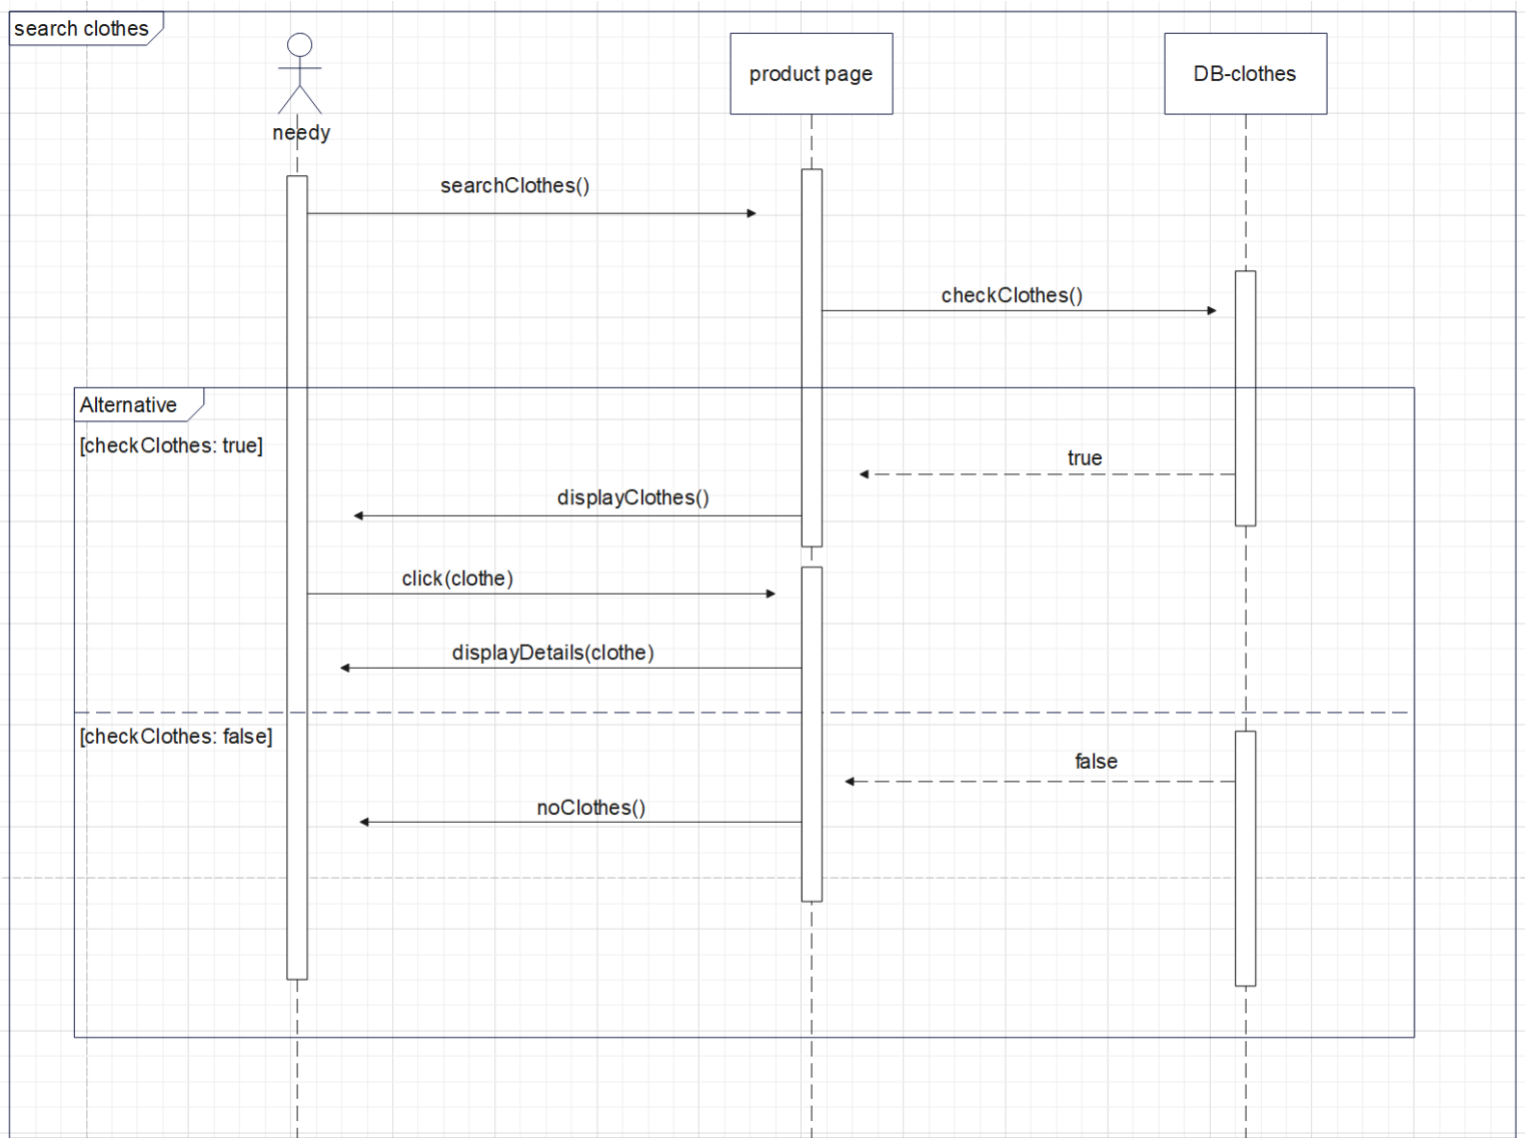 search clothes
needy
product page
DB-clothes
searchClothes()
checkClothes()
Alternative
[checkClothes: true]
true
displayClothes()
click(clothe)
displayDetails(clothe)
[checkClothes: false]
false
noClothes()